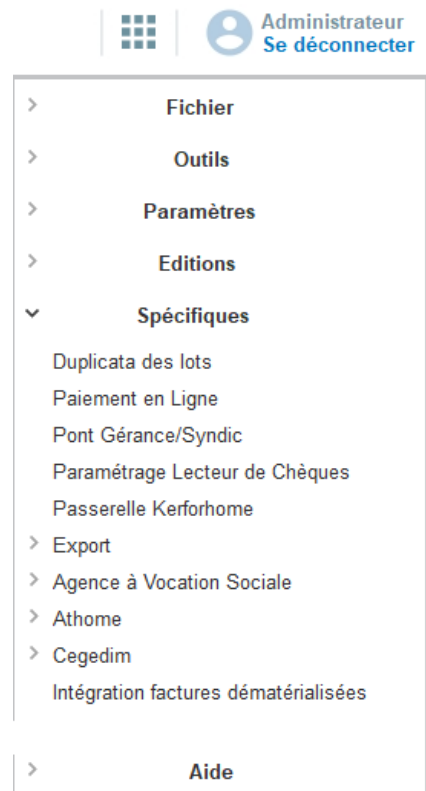 Administrateur
Se déconnecter
Fichier
Outils
Paramètres
Editions
Spécifiques
Duplicata des lots
Paiement en Ligne
Pont Gérance/Syndic
Paramétrage Lecteur de Chèques
Passerelle Kerforhome
Export
Agence à Vocation Sociale
Athome
Cegedim
Intégration factures dématérialisées
Aide